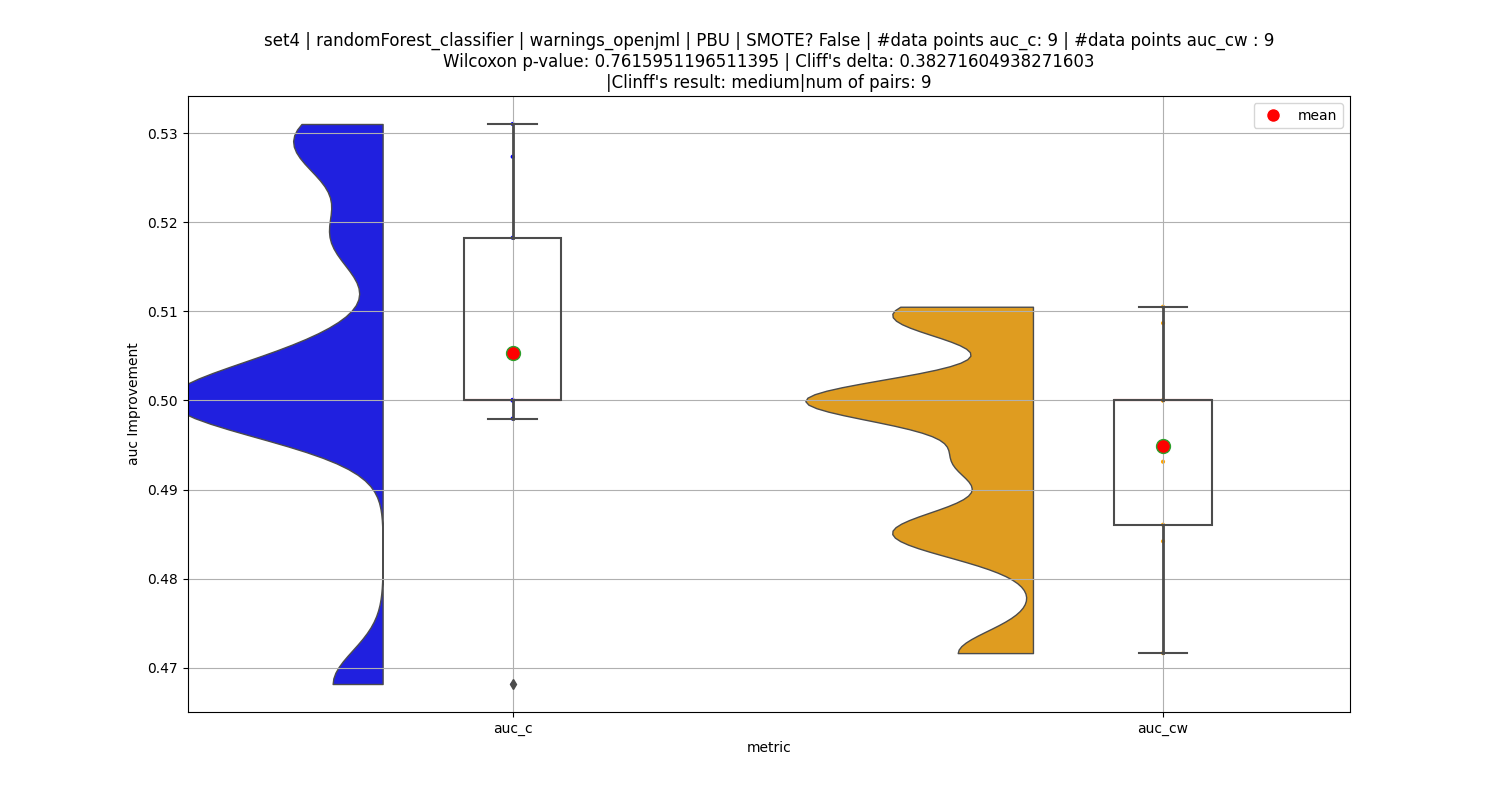 set4 | randomForest_classifier | warnings_openjml | PBU | SMOTE? False | #data points auc_c: 9 | #data points auc_cw : 9
Wilcoxon p-value: 0.7615951196511395 | Cliff's delta: 0.38271604938271603
|Clinff's result: medium|num of pairs: 9
mean
0.53
0.52
0.51
0.50
0.49
0.48
0.47
auc Improvement
auc_c
auc_cw
metric